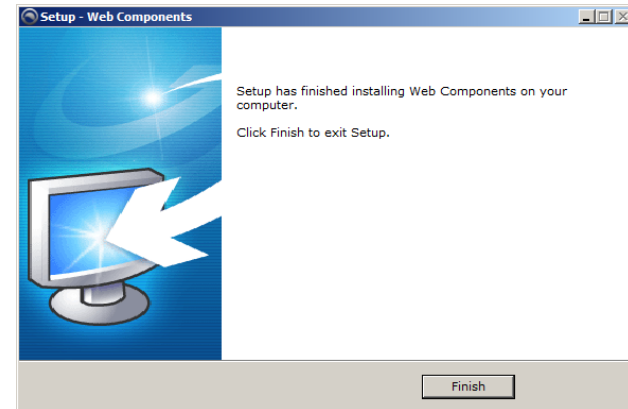 Setup - Web Components
Setup has finished installing Web Components on your
computer.
Click Finish to exit Setup.
Finish